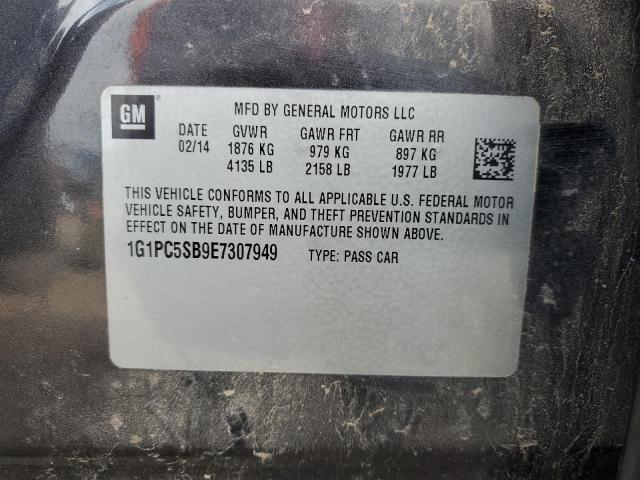 GM
MFD BY GENERAL MOTORS LLC
DATE GVWR GAWR FRT GAWR RR
02/14 1876 KG 979 KG 897 KG
4135 LB 2158 LB 1977 LB
THIS VEHICLE CONFORMS TO ALL APPLICABLE U.S. FEDERAL MOTOR
VEHICLE SAFETY, BUMPER, AND THEFT PREVENTION STANDARDS IN
EFFECT ON THE DATE OF MANUFACTURE SHOWN ABOVE.
1G1PC5SB9E7307949 TYPE: PASS CAR